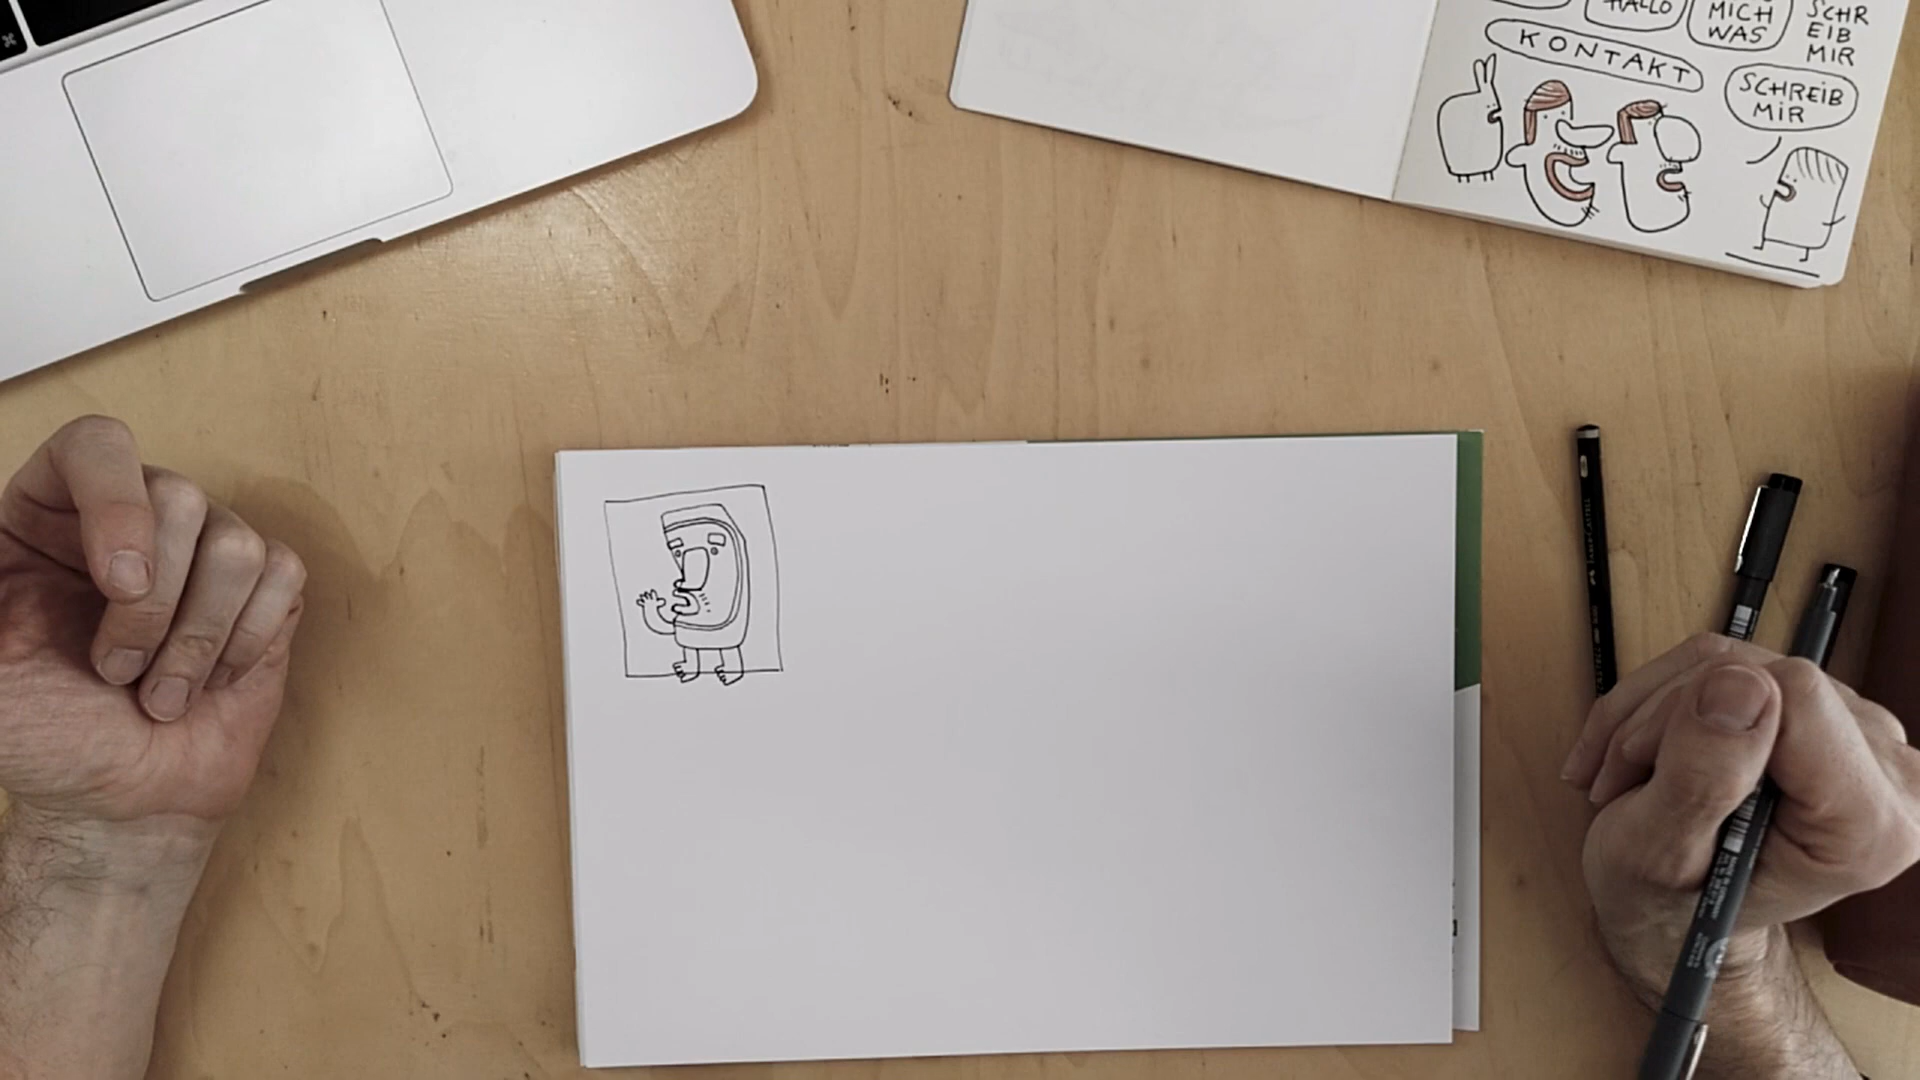 HALLO
MICH
WAS
SCHR
EIB
MIR
KONTAKT
SCHREIB
MIR